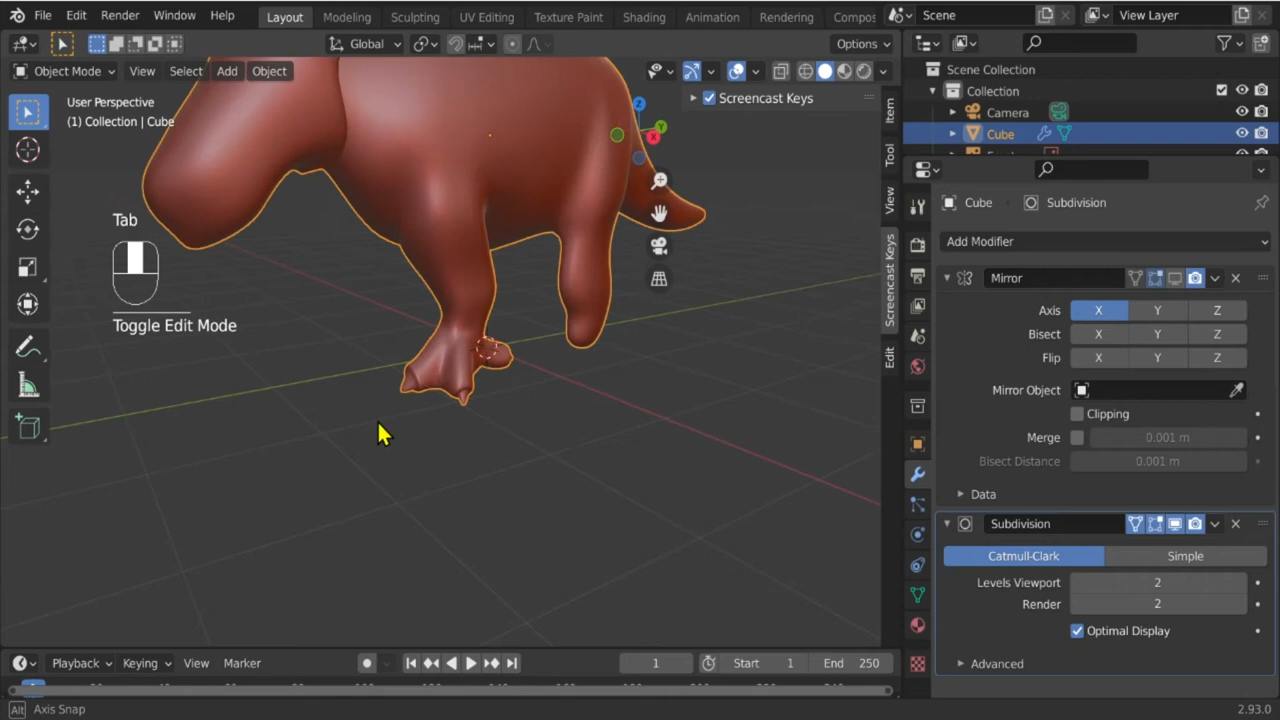 File Edit Render Window Help Layout Modeling Sculpting UV Editing Texture Paint Shading Animation Rendering Compos Scene View Layer
Global Options
Object Mode View Select Add Object
User Perspective
(1) Collection | Cube
Screencast Keys
Z
Y
X
Item
Tool
View
Screencast Keys
Edit
Tab
Toggle Edit Mode
Scene Collection
Collection
Camera
Cube
Cube Subdivision
Add Modifier
Mirror
Axis X Y Z
Bisect X Y Z
Flip X Y Z
Mirror Object
Clipping
Merge 0.001 m
Bisect Distance 0.001 m
Data
Subdivision
Catmull-Clark Simple
Levels Viewport 2
Render 2
Optimal Display
Advanced
Playback Keying View Marker 1 Start 1 End 250
Alt Axis Snap 2.93.0